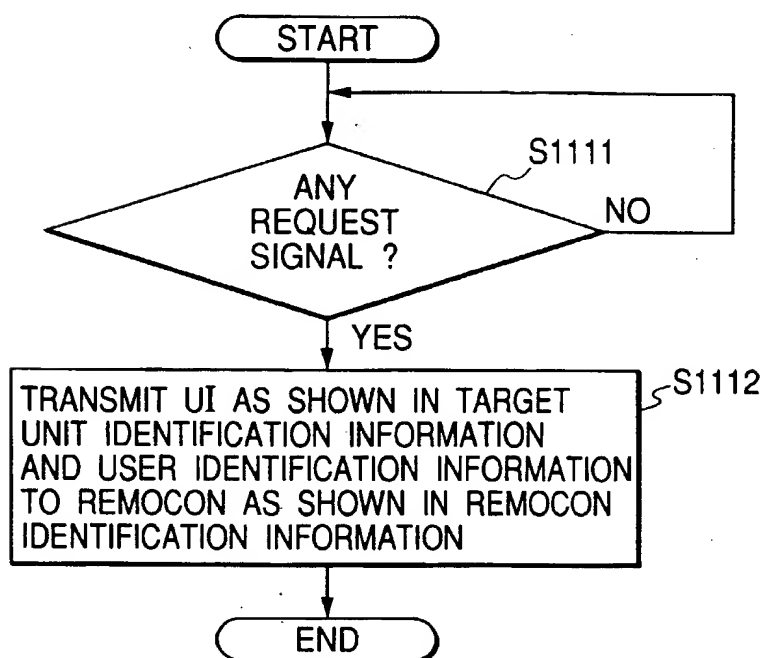 START
S1111
ANY
REQUEST
SIGNAL ?
NO
YES
S1112
TRANSMIT UI AS SHOWN IN TARGET
UNIT IDENTIFICATION INFORMATION
AND USER IDENTIFICATION INFORMATION
TO REMOCON AS SHOWN IN REMOCON
IDENTIFICATION INFORMATION
END